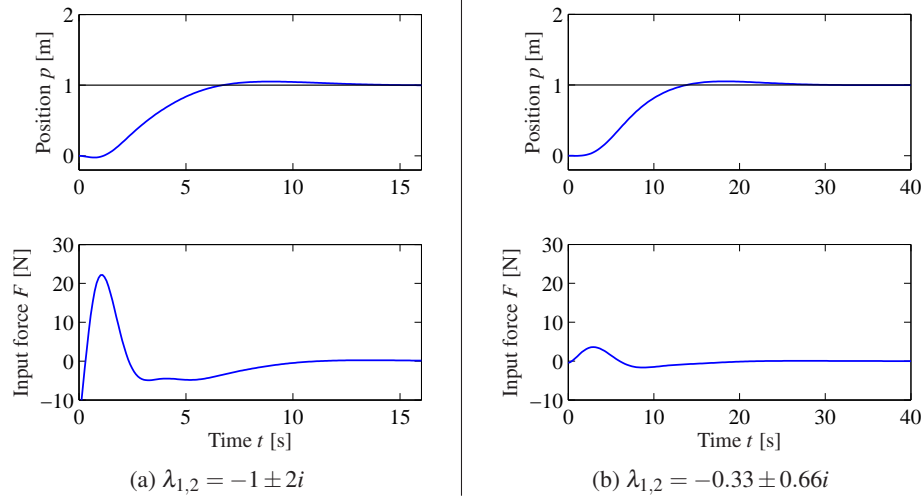 Position p [m]
2
1
0
0 5 10 15
Input force F [N]
30
20
10
0
−10
0 5 10 15
Time t [s]
(a) λ1,2 = −1 ± 2i
Position p [m]
2
1
0
0 10 20 30 40
Input force F [N]
30
20
10
0
−10
0 10 20 30 40
Time t [s]
(b) λ1,2 = −0.33 ± 0.66i